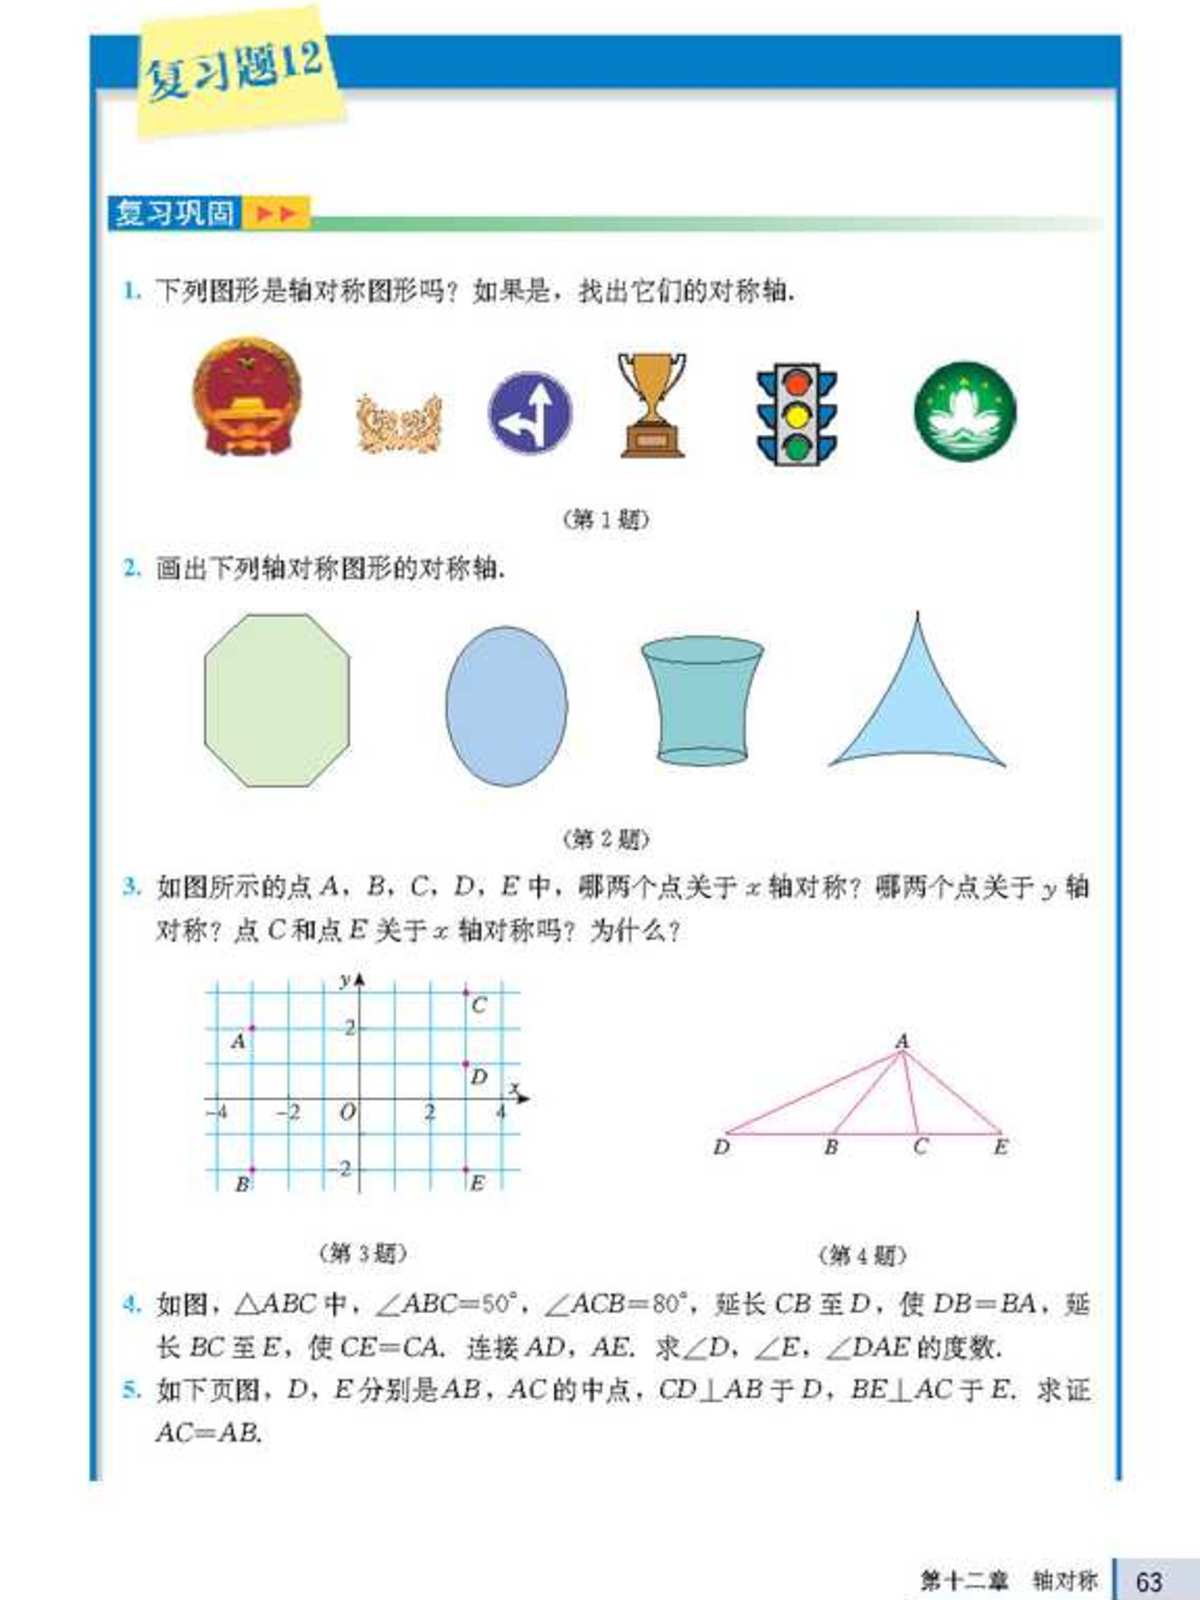 复习题12
复习巩固
1. 下列图形是轴对称图形吗？如果是，找出它们的对称轴.
（第 1 题）
2. 画出下列轴对称图形的对称轴.
（第 2 题）
3. 如图所示的点 A，B，C，D，E 中，哪两个点关于 x 轴对称？哪两个点关于 y 轴
对称？点 C 和点 E 关于 x 轴对称吗？为什么？
y
C
2
A
D
x
-4 -2 O 2 4
-2
B E
A
D B C E
（第 3 题）
（第 4 题）
4. 如图，△ABC 中，∠ABC=50°，∠ACB=80°，延长 CB 至 D，使 DB=BA，延
长 BC 至 E，使 CE=CA. 连接 AD，AE. 求∠D，∠E，∠DAE 的度数.
5. 如下页图，D，E 分别是 AB，AC 的中点，CD⊥AB 于 D，BE⊥AC 于 E. 求证
AC=AB.
第十二章 轴对称 63